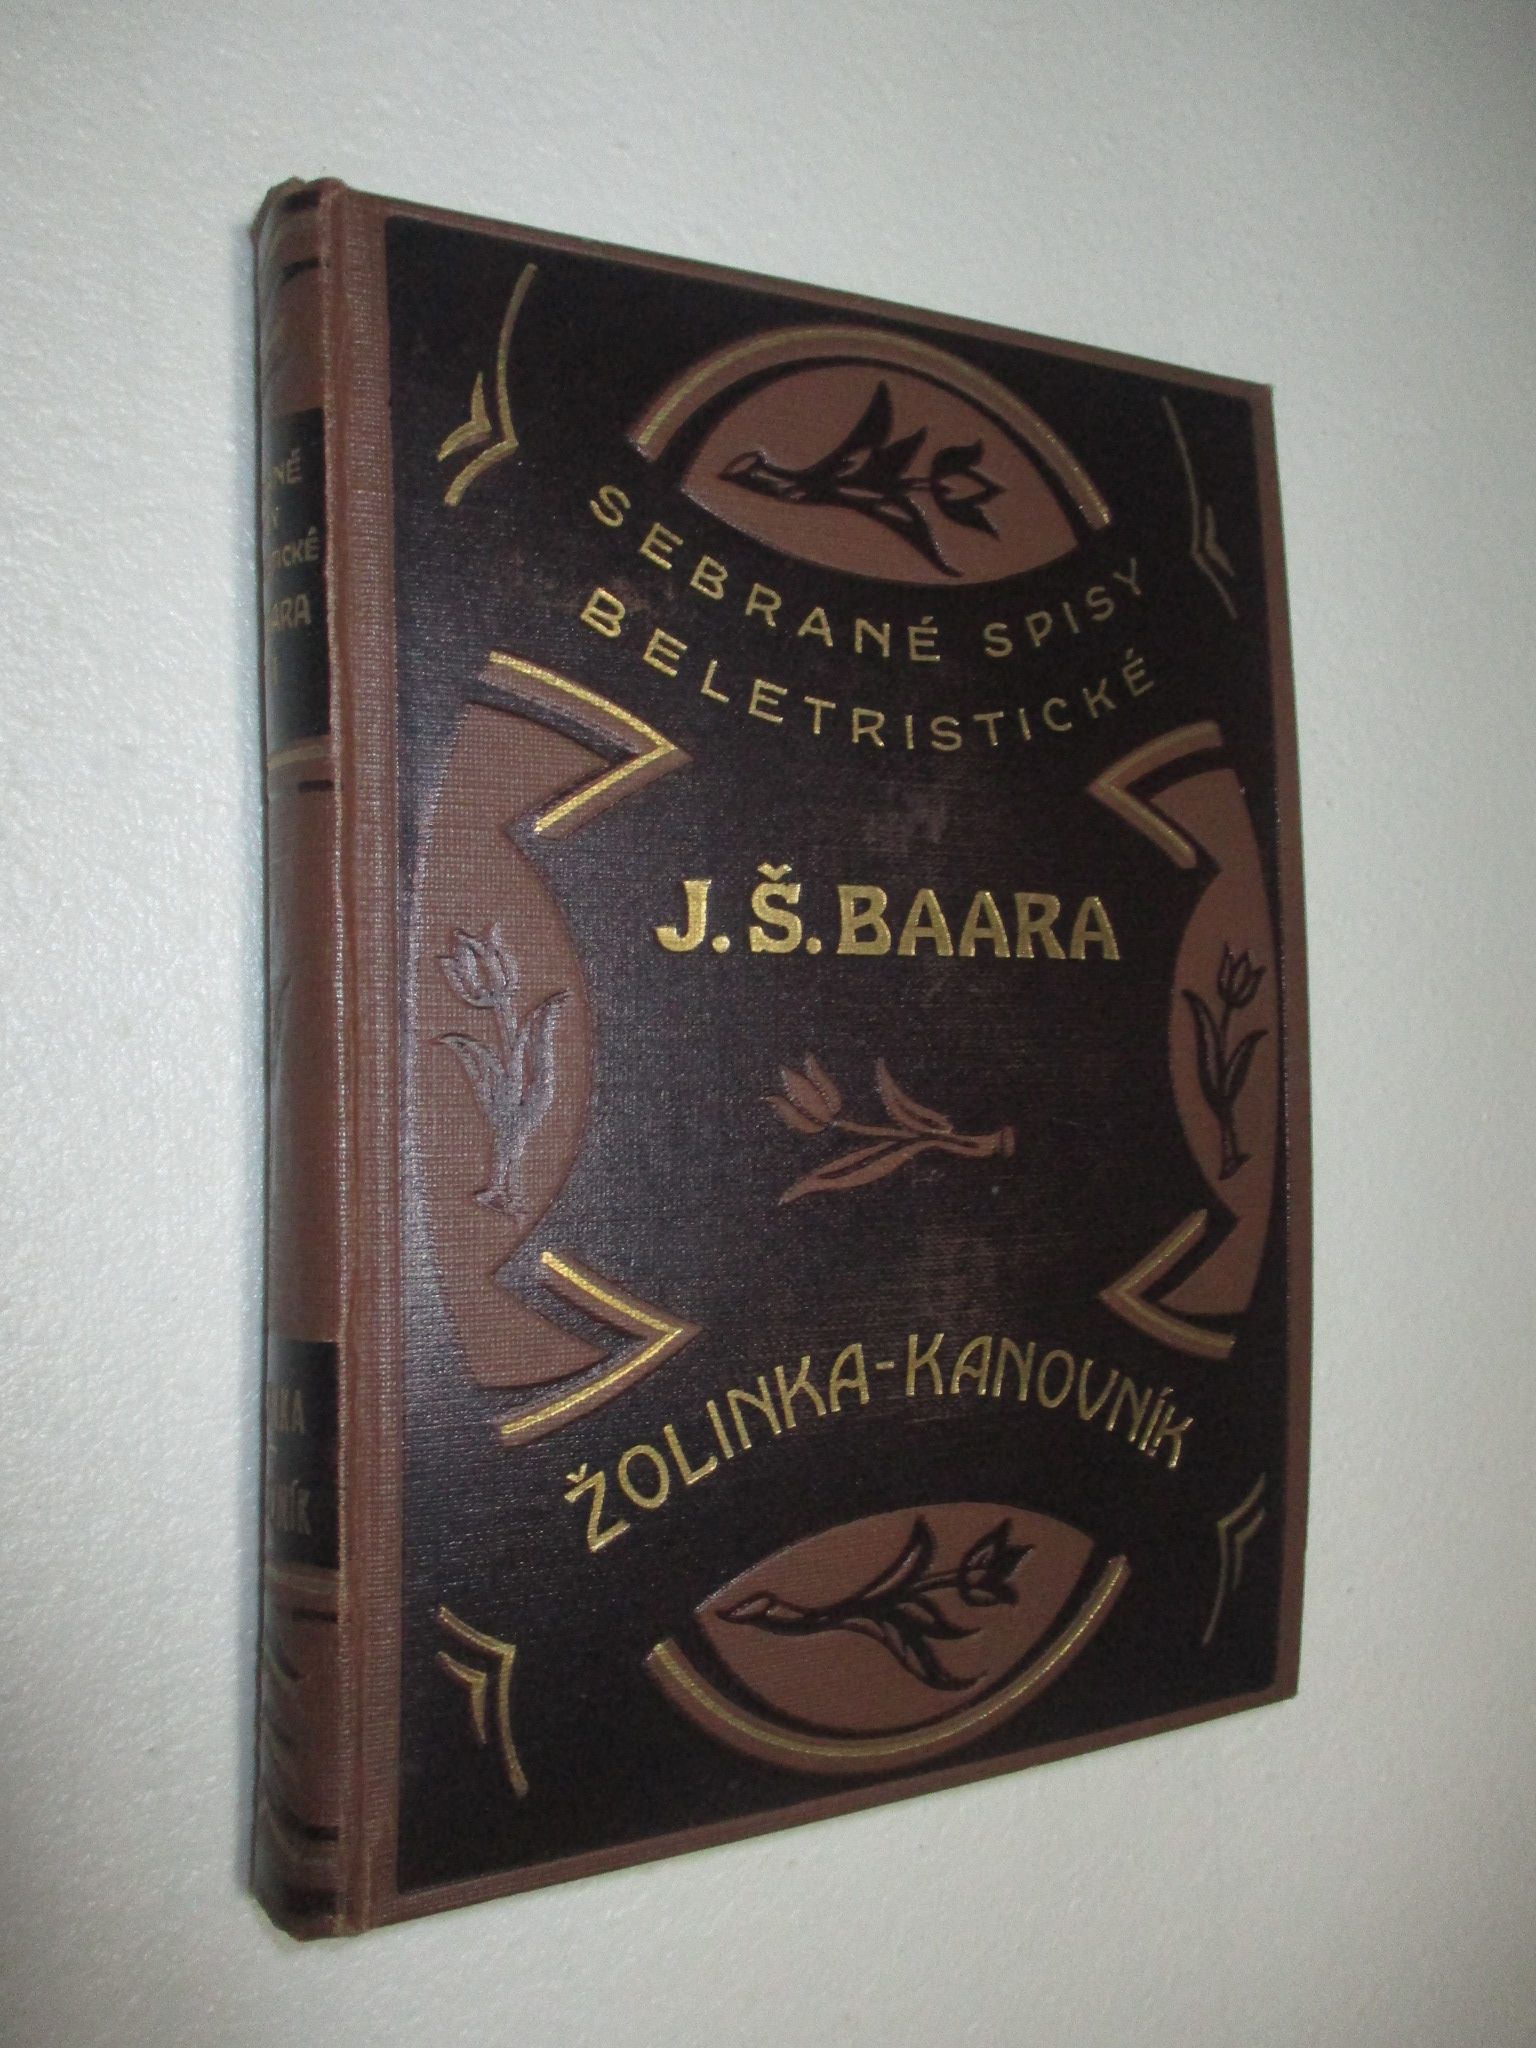 SEBRANÉ SPISY
BELETRISTICKÉ
J. Š. BAARA
ŽOLINKA-KANOVNÍK